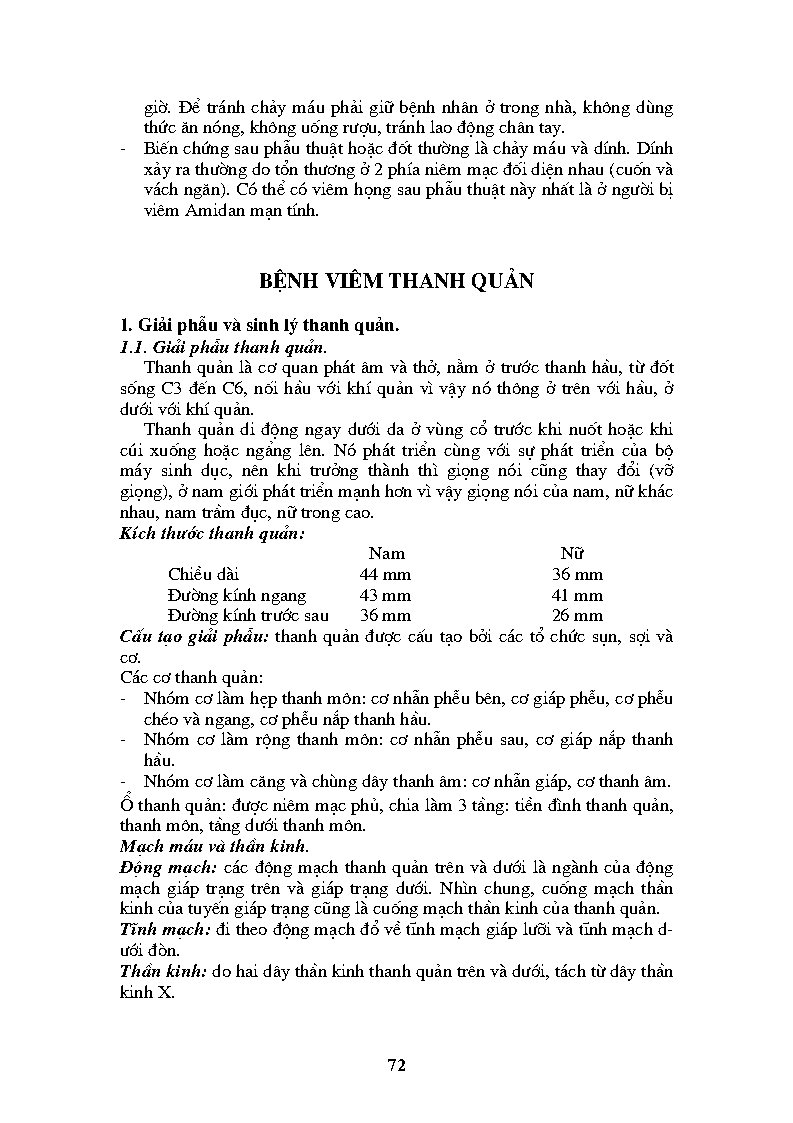 giờ. Để tránh chảy máu phải giữ bệnh nhân ở trong nhà, không dùng
thức ăn nóng, không uống rượu, tránh lao động chân tay.
- Biến chứng sau phẫu thuật hoặc đốt thường là chảy máu và dính. Dính
xảy ra thường do tổn thương ở 2 phía niêm mạc đối diện nhau (cuốn và
vách ngăn). Có thể có viêm họng sau phẫu thuật này nhất là ở người bị
viêm Amidan mạn tính.
BỆNH VIÊM THANH QUẢN
1. Giải phẫu và sinh lý thanh quản.
1.1. Giải phẫu thanh quản.
Thanh quản là cơ quan phát âm và thở, nằm ở trước thanh hầu, từ đốt
sống C3 đến C6, nối hầu với khí quản vì vậy nó thông ở trên với hầu, ở
dưới với khí quản.
Thanh quản di động ngay dưới da ở vùng cổ trước khi nuốt hoặc khi
cúi xuống hoặc ngẩng lên. Nó phát triển cùng với sự phát triển của bộ
máy sinh dục, nên khi trưởng thành thì giọng nói cũng thay đổi (vỡ
giọng), ở nam giới phát triển mạnh hơn vì vậy giọng nói của nam, nữ khác
nhau, nam trầm đục, nữ trong cao.
Kích thước thanh quản:
Nam Nữ
Chiều dài 44 mm 36 mm
Đường kính ngang 43 mm 41 mm
Đường kính trước sau 36 mm 26 mm
Cấu tạo giải phẫu: thanh quản được cấu tạo bởi các tổ chức sụn, sợi và
cơ.
Các cơ thanh quản:
- Nhóm cơ làm hẹp thanh môn: cơ nhẫn phễu bên, cơ giáp phễu, cơ phễu
chéo và ngang, cơ phễu nắp thanh hầu.
- Nhóm cơ làm rộng thanh môn: cơ nhẫn phễu sau, cơ giáp nắp thanh
hầu.
- Nhóm cơ làm căng và chùng dây thanh âm: cơ nhẫn giáp, cơ thanh âm.
Ổ thanh quản: được niêm mạc phủ, chia làm 3 tầng: tiền đình thanh quản,
thanh môn, tầng dưới thanh môn.
Mạch máu và thần kinh.
Động mạch: các động mạch thanh quản trên và dưới là ngành của động
mạch giáp trạng trên và giáp trạng dưới. Nhìn chung, cuống mạch thần
kinh của tuyến giáp trạng cũng là cuống mạch thần kinh của thanh quản.
Tĩnh mạch: đi theo động mạch đổ về tĩnh mạch giáp lưỡi và tĩnh mạch d-
ưới đòn.
Thần kinh: do hai dây thần kinh thanh quản trên và dưới, tách từ dây thần
kinh X.
72